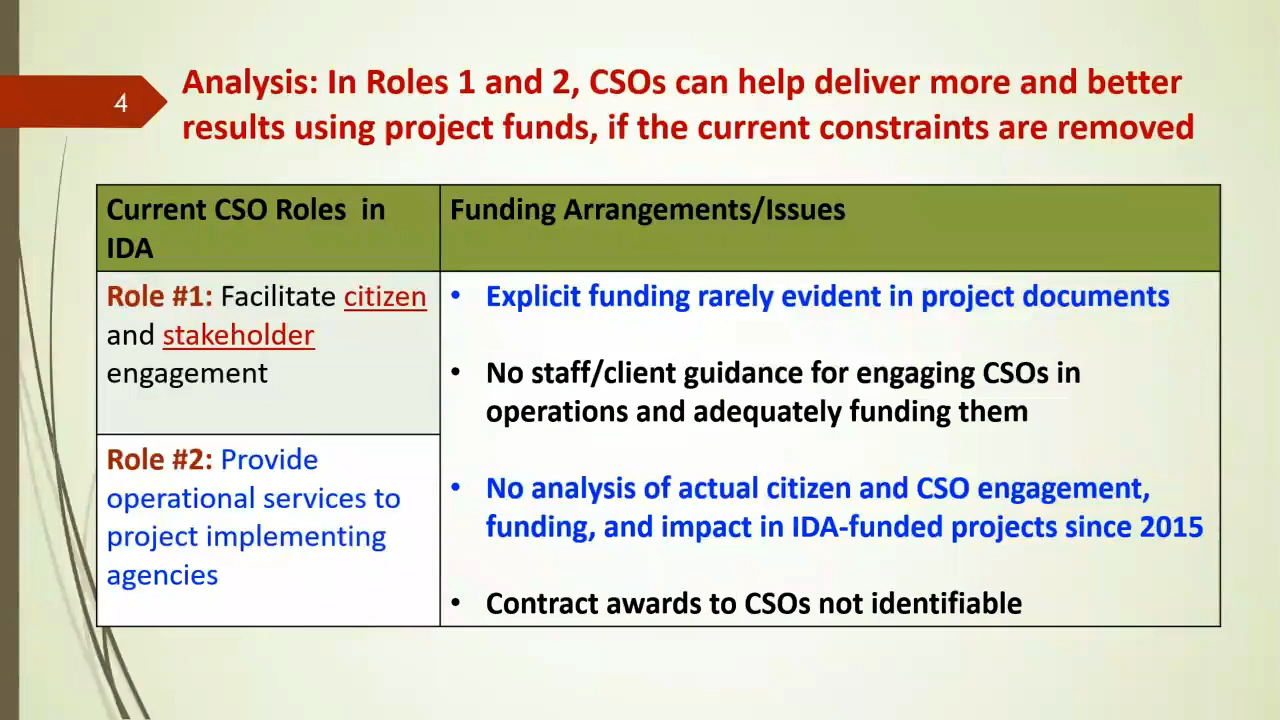 4
Analysis: In Roles 1 and 2, CSOs can help deliver more and better
results using project funds, if the current constraints are removed
Current CSO Roles in
IDA
Funding Arrangements/Issues
Role #1: Facilitate citizen
and stakeholder
engagement
Role #2: Provide
operational services to
project implementing
agencies
• Explicit funding rarely evident in project documents
• No staff/client guidance for engaging CSOs in
operations and adequately funding them
• No analysis of actual citizen and CSO engagement,
funding, and impact in IDA-funded projects since 2015
• Contract awards to CSOs not identifiable